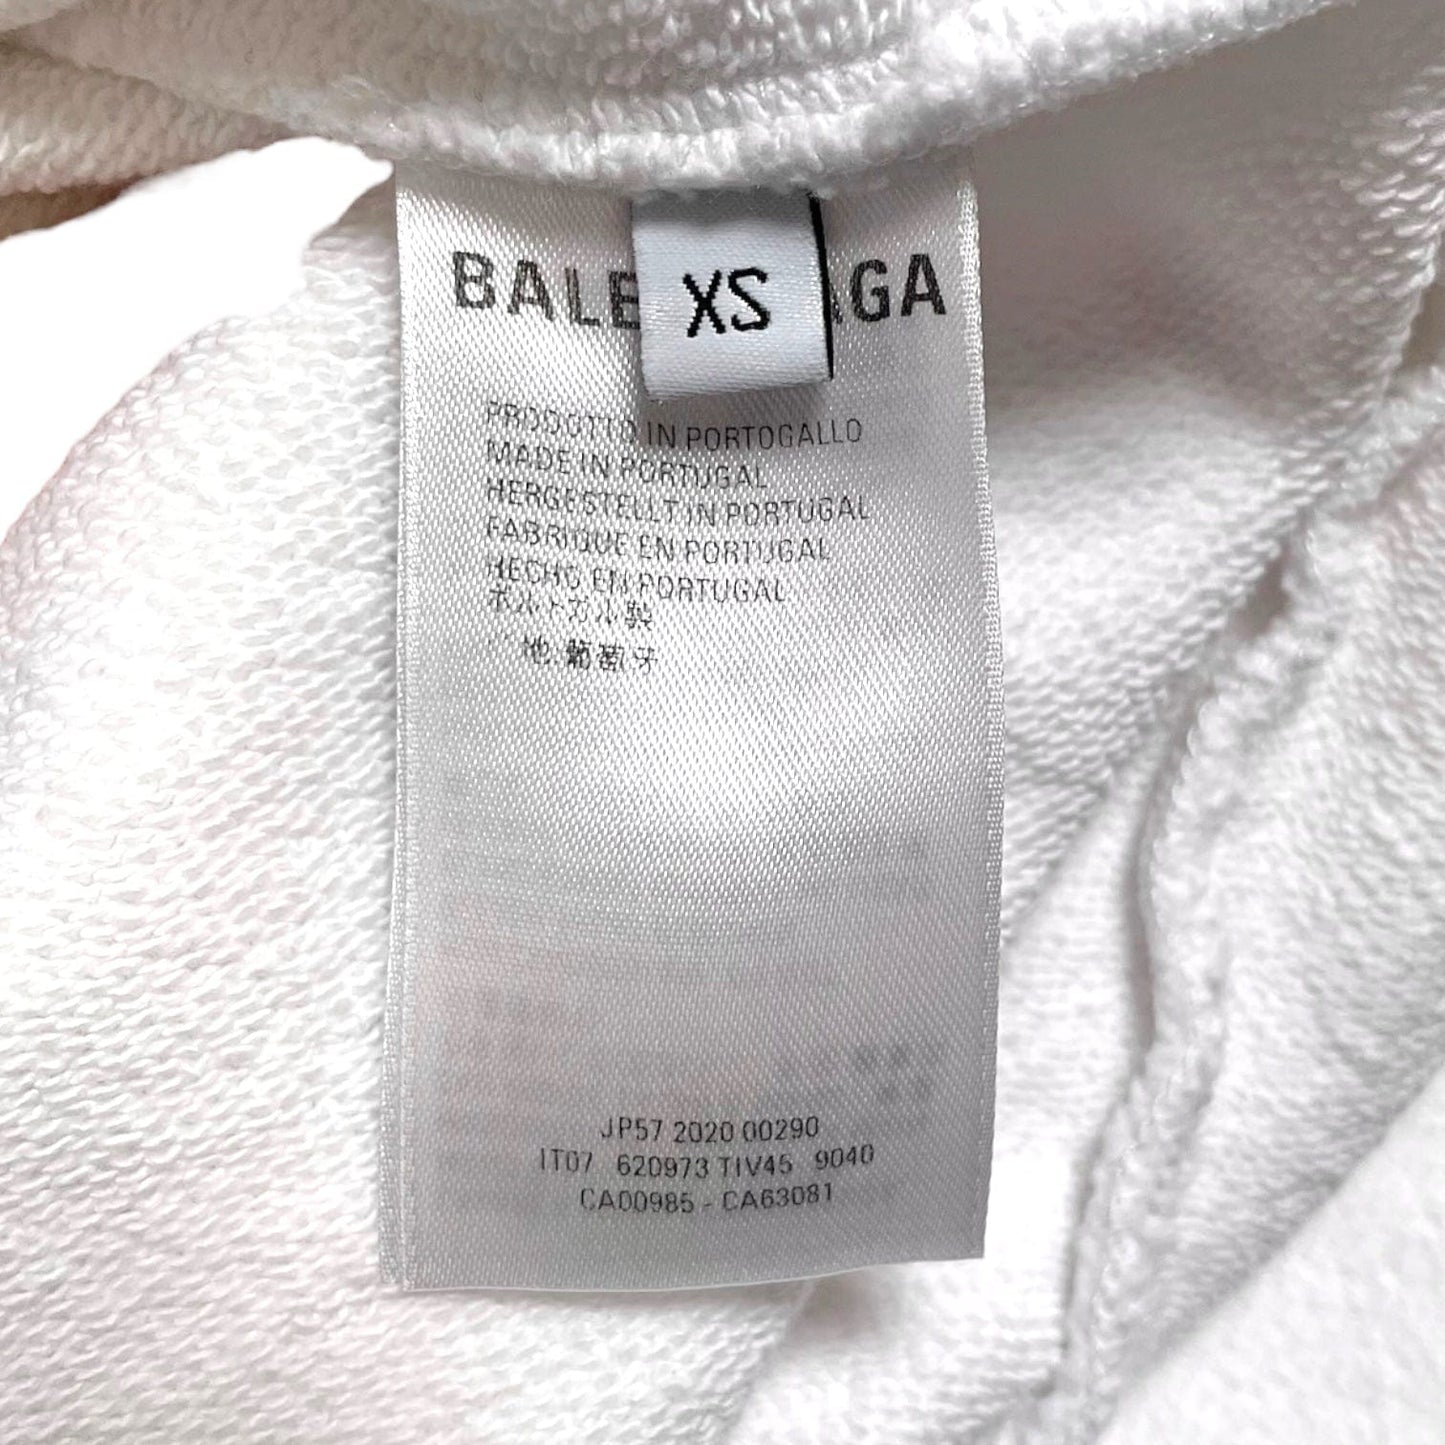 BALE AGA
XS
PRODOTTO IN PORTOGALLO
MADE IN PORTUGAL
HERGESTELLT IN PORTUGAL
FABRIQUE EN PORTUGAL
HECHO EN PORTUGAL
ポルトガル製
地:葡萄牙
JP57 2020 00290
IT07 620973 TIV45 9040
CA00985 - CA63081